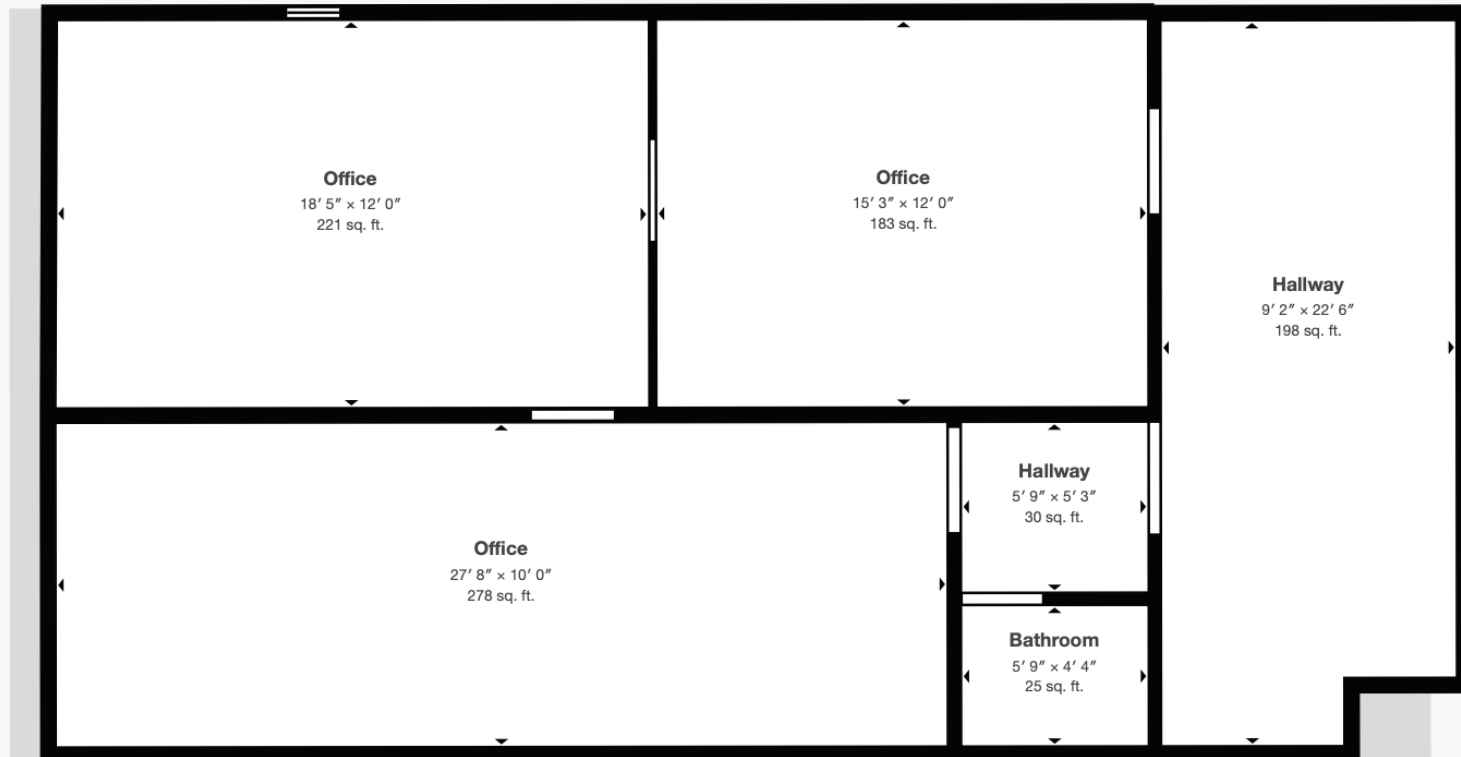 Office
18′ 5″ × 12′ 0″
221 sq. ft.
Office
15′ 3″ × 12′ 0″
183 sq. ft.
Hallway
9′ 2″ × 22′ 6″
198 sq. ft.
Hallway
5′ 9″ × 5′ 3″
30 sq. ft.
Office
27′ 8″ × 10′ 0″
278 sq. ft.
Bathroom
5′ 9″ × 4′ 4″
25 sq. ft.